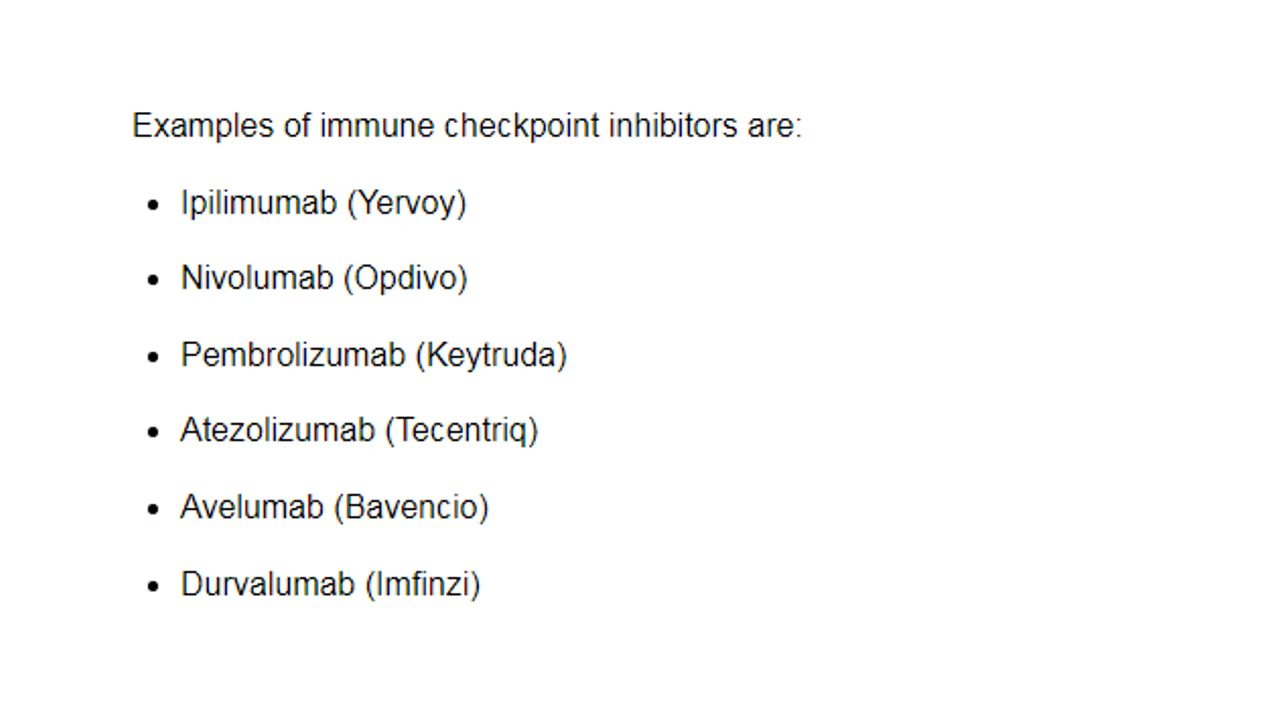 Examples of immune checkpoint inhibitors are:
• Ipilimumab (Yervoy)
• Nivolumab (Opdivo)
• Pembrolizumab (Keytruda)
• Atezolizumab (Tecentriq)
• Avelumab (Bavencio)
• Durvalumab (Imfinzi)